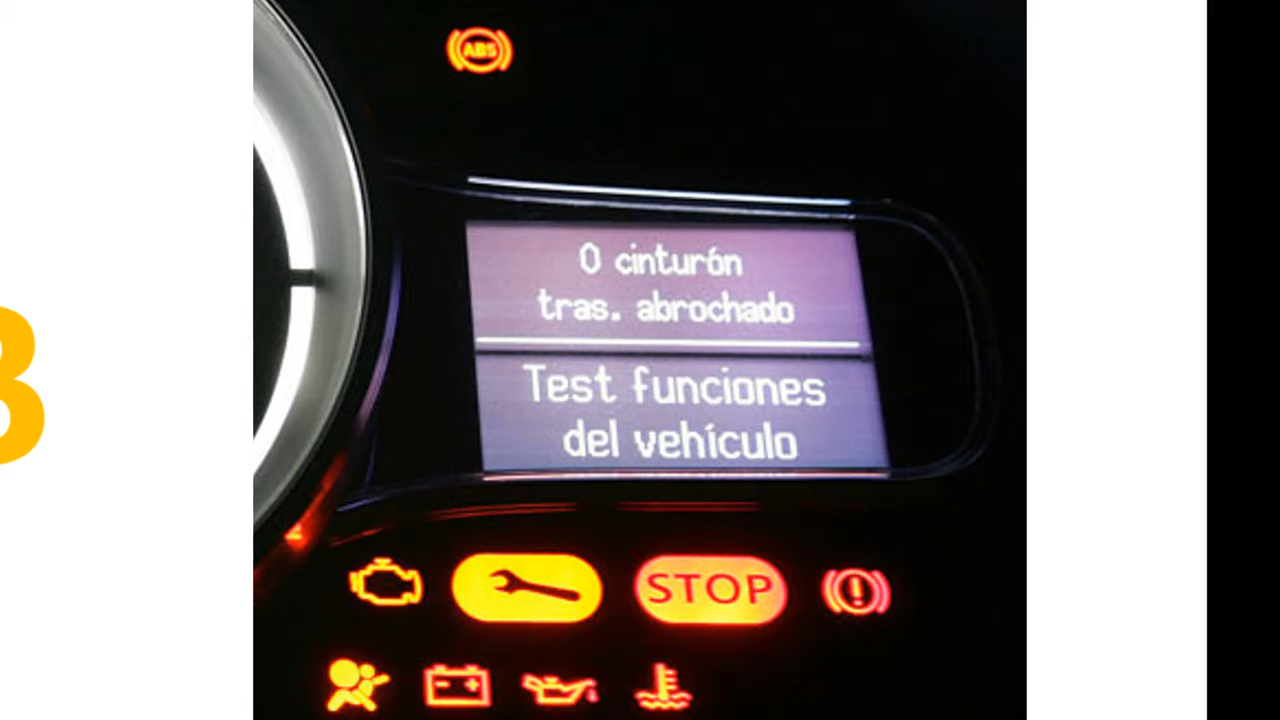 ABS
0 cinturón
tras. abrochado
Test funciones
del vehículo
STOP